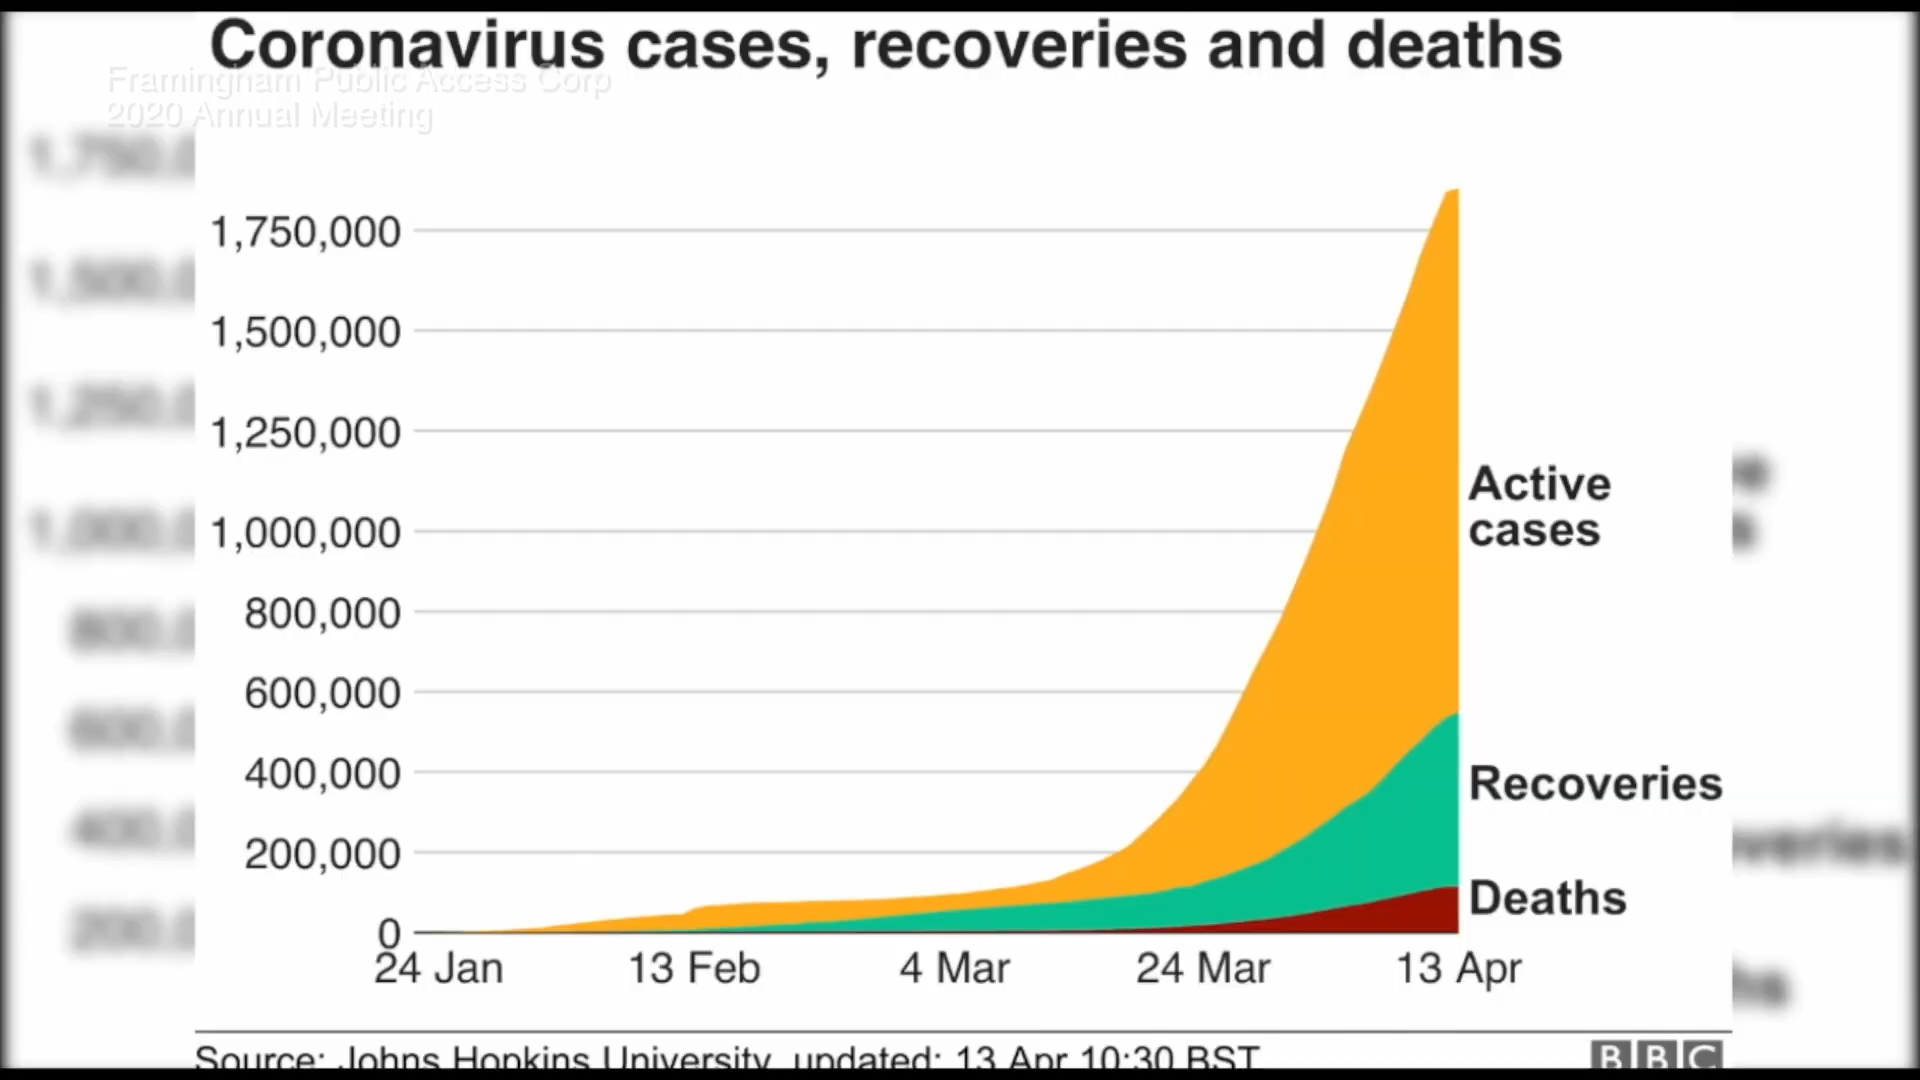 Coronavirus cases, recoveries and deaths
Framingham Public Access Corp
2020 Annual Meeting
1,750,000
1,500,000
1,250,000
1,000,000
800,000
600,000
400,000
200,000
0
Active
cases
Recoveries
Deaths
24 Jan
13 Feb
4 Mar
24 Mar
13 Apr
Source: Johns Hopkins University, updated: 13 Apr 10:30 BST
BBC